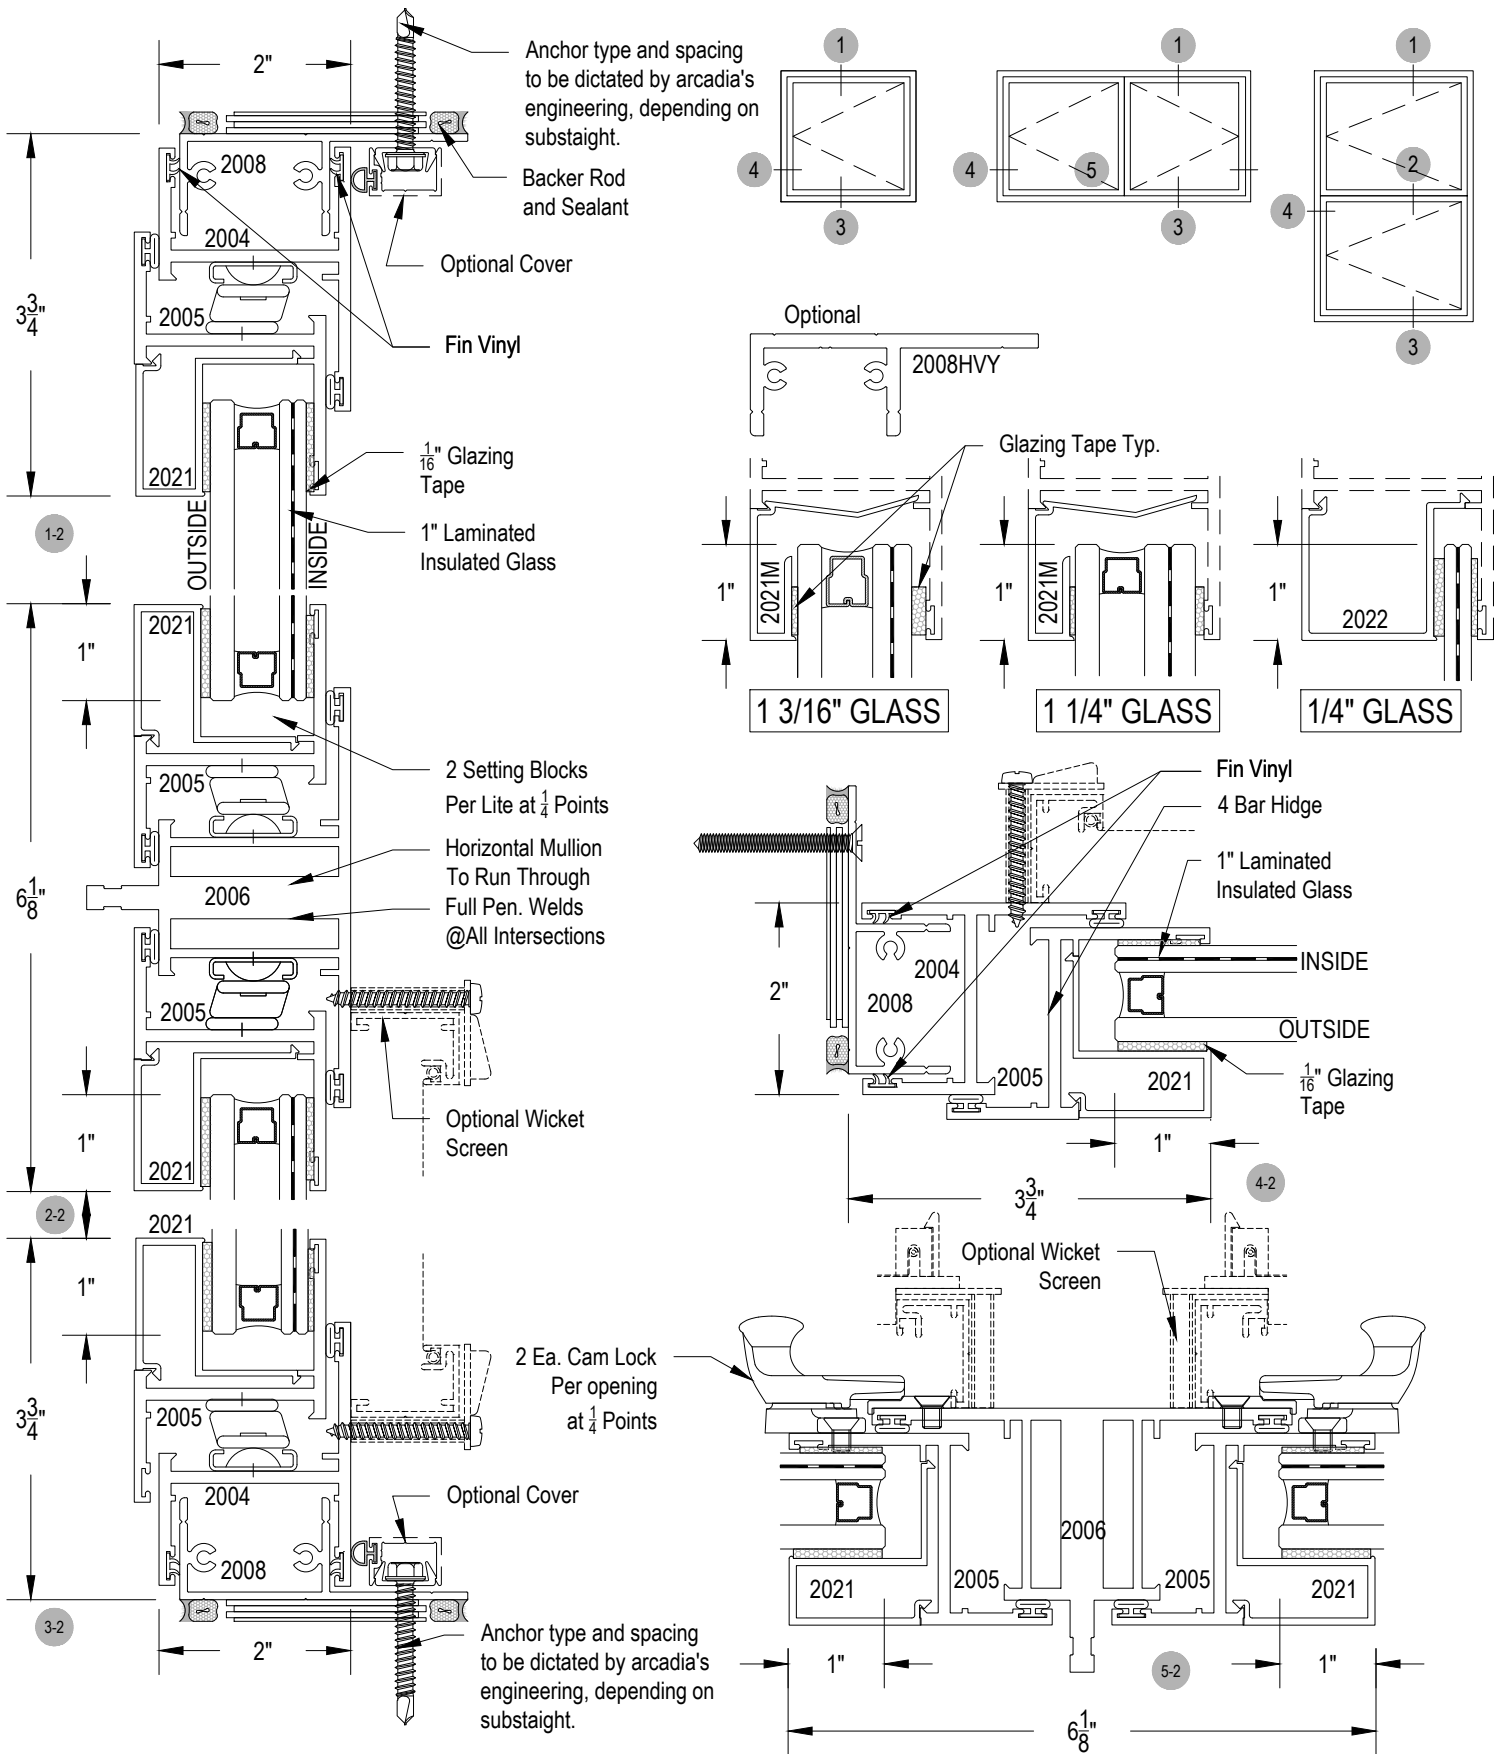 2"
Anchor type and spacing
to be dictated by arcadia's
engineering, depending on
substaight.
Backer Rod
and Sealant
Optional Cover
2008
2004
2005
3 3/4"
Fin Vinyl
2021
1/16" Glazing
Tape
1" Laminated
Insulated Glass
OUTSIDE
INSIDE
1-2
2021
1"
2 Setting Blocks
Per Lite at 1/4 Points
2005
Horizontal Mullion
To Run Through
Full Pen. Welds
@All Intersections
2006
6 1/8"
2005
Optional Wicket
Screen
1"
2021
2-2
2021
1"
3 3/4"
2005
2004
2008
Optional Cover
3-2
2"
Anchor type and spacing
to be dictated by arcadia's
engineering, depending on
substaight.
1
4
3
1
4
5
3
1
2
4
3
Optional
2008HVY
Glazing Tape Typ.
1"
2021M
1 3/16" GLASS
1"
2021M
1 1/4" GLASS
1"
2022
1/4" GLASS
Fin Vinyl
4 Bar Hidge
1" Laminated
Insulated Glass
INSIDE
OUTSIDE
1/16" Glazing
Tape
2"
2004
2008
2005
2021
1"
4-2
3 3/4"
Optional Wicket
Screen
2 Ea. Cam Lock
Per opening
at 1/4 Points
2006
2021
2005
2005
2021
1"
5-2
1"
6 1/8"